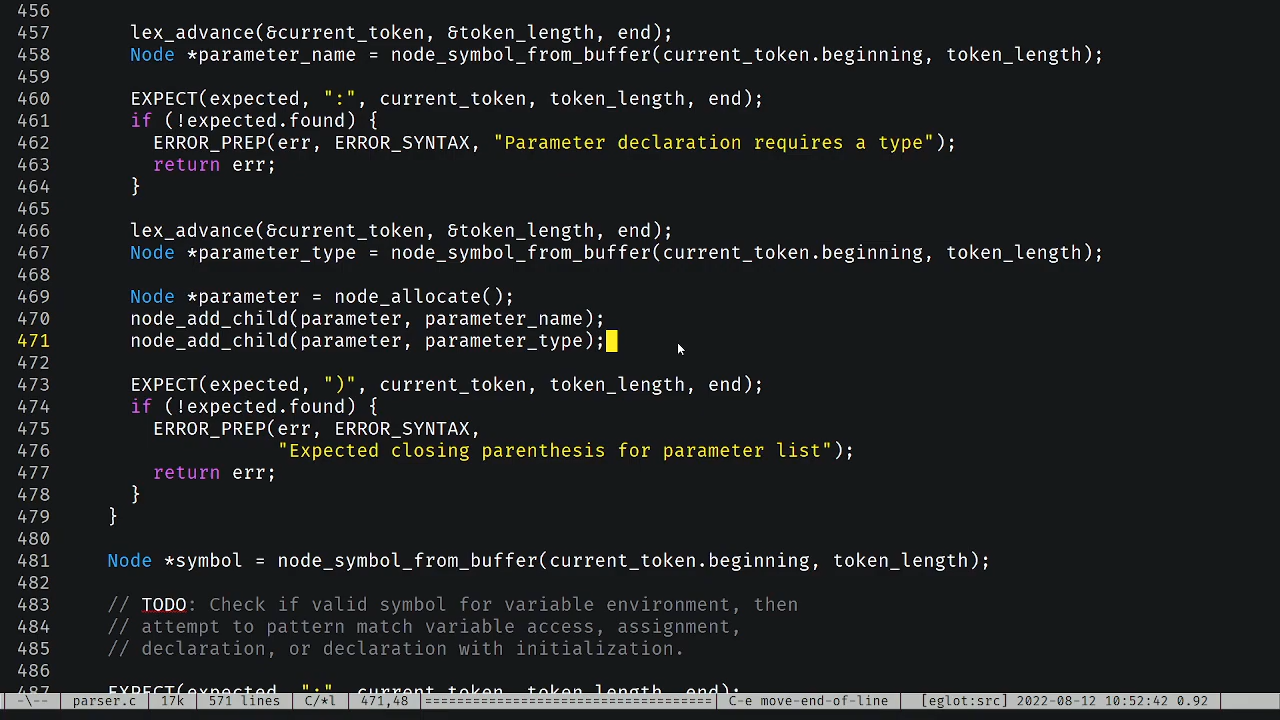 456
457 lex_advance(&current_token, &token_length, end);
458 Node *parameter_name = node_symbol_from_buffer(current_token.beginning, token_length);
459
460 EXPECT(expected, ":", current_token, token_length, end);
461 if (!expected.found) {
462 ERROR_PREP(err, ERROR_SYNTAX, "Parameter declaration requires a type");
463 return err;
464 }
465
466 lex_advance(&current_token, &token_length, end);
467 Node *parameter_type = node_symbol_from_buffer(current_token.beginning, token_length);
468
469 Node *parameter = node_allocate();
470 node_add_child(parameter, parameter_name);
471 node_add_child(parameter, parameter_type);
472
473 EXPECT(expected, ")", current_token, token_length, end);
474 if (!expected.found) {
475 ERROR_PREP(err, ERROR_SYNTAX,
476 "Expected closing parenthesis for parameter list");
477 return err;
478 }
479 }
480
481 Node *symbol = node_symbol_from_buffer(current_token.beginning, token_length);
482
483 // TODO: Check if valid symbol for variable environment, then
484 // attempt to pattern match variable access, assignment,
485 // declaration, or declaration with initialization.
486
487 EXPECT(expected, ":", current_token, token_length, end);
-\-- parser.c 17k 571 lines C/*l 471,48 ========================= C-e move-end-of-line [eglot:src] 2022-08-12 10:52:42 0.92